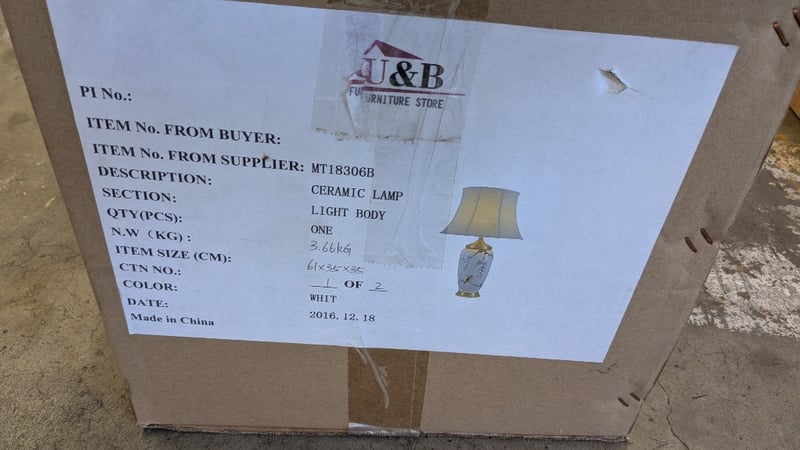 U&B
FURNITURE STORE
PI No.:
ITEM No. FROM BUYER:
ITEM No. FROM SUPPLIER: MT18306B
DESCRIPTION: CERAMIC LAMP
SECTION: LIGHT BODY
QTY(PCS): ONE
N.W (KG): 3.66KG
ITEM SIZE (CM): 61x35x35
CTN NO.: 1 OF 2
COLOR: WHIT
DATE: 2016.12.18
Made in China